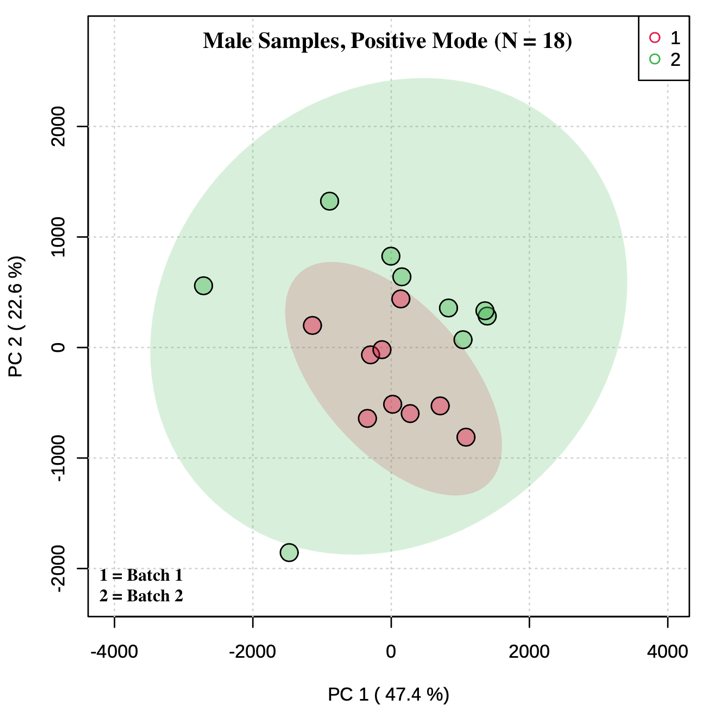 Male Samples, Positive Mode (N = 18)
1
2
2000
1000
0
-1000
-2000
PC 2 ( 22.6 %)
1 = Batch 1
2 = Batch 2
-4000
-2000
0
2000
4000
PC 1 ( 47.4 %)